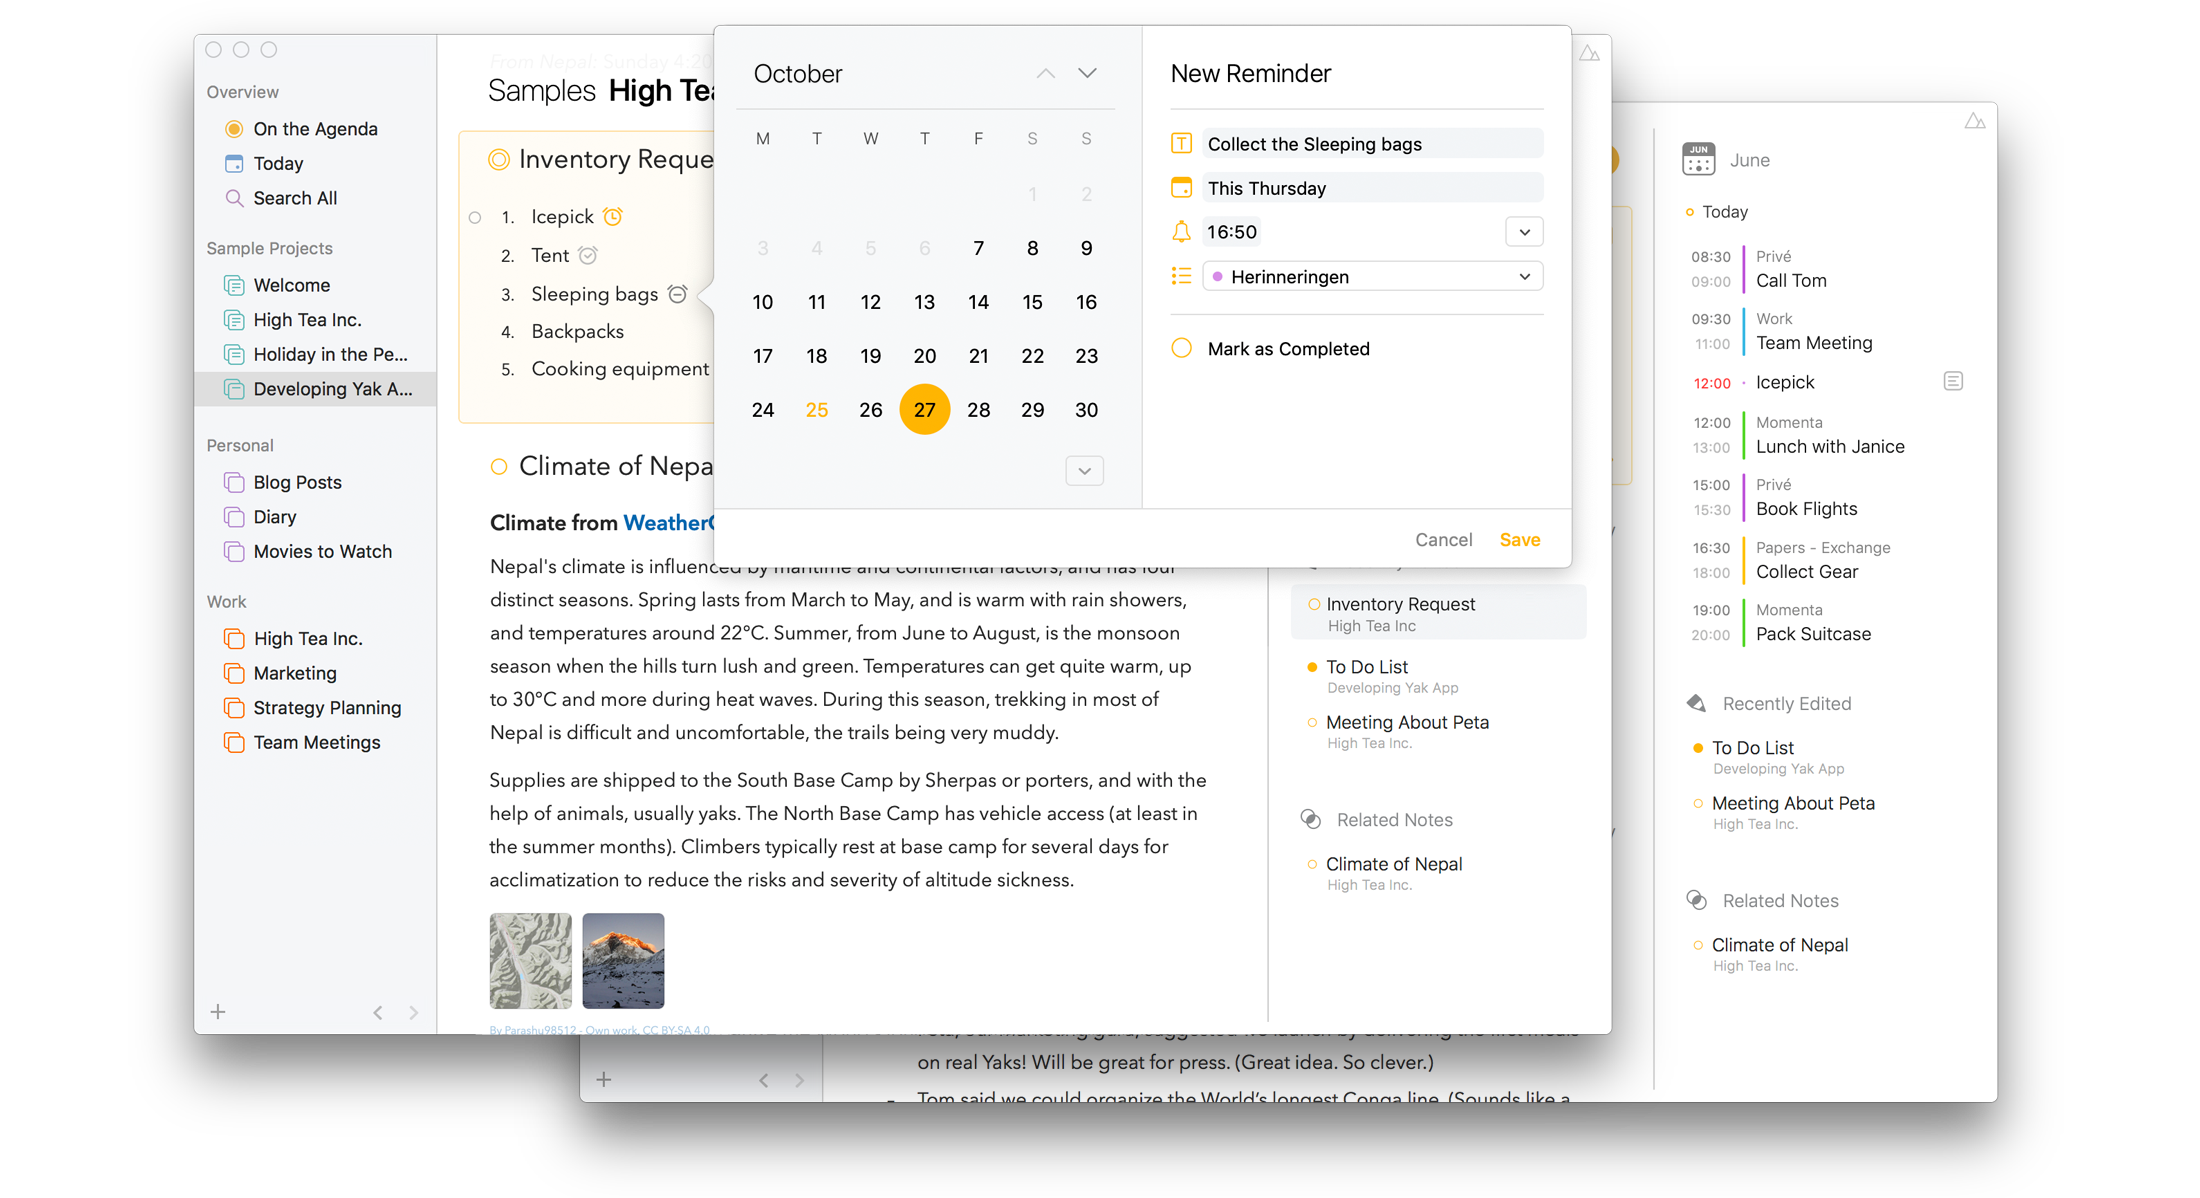 Overview
On the Agenda
Today
Search All
Sample Projects
Welcome
High Tea Inc.
Holiday in the Pe...
Developing Yak A...
Personal
Blog Posts
Diary
Movies to Watch
Work
High Tea Inc.
Marketing
Strategy Planning
Team Meetings
From Nepal: Sunday 4:20
Samples High Tea
Inventory Reque
1. Icepick
2. Tent
3. Sleeping bags
4. Backpacks
5. Cooking equipment
Climate of Nepa
Climate from Weather
Nepal's climate is influenced by maritime and continental factors, and has four
distinct seasons. Spring lasts from March to May, and is warm with rain showers,
and temperatures around 22°C. Summer, from June to August, is the monsoon
season when the hills turn lush and green. Temperatures can get quite warm, up
to 30°C and more during heat waves. During this season, trekking in most of
Nepal is difficult and uncomfortable, the trails being very muddy.
Supplies are shipped to the South Base Camp by Sherpas or porters, and with the
help of animals, usually yaks. The North Base Camp has vehicle access (at least in
the summer months). Climbers typically rest at base camp for several days for
acclimatization to reduce the risks and severity of altitude sickness.
By Parashu98512 - Own work, CC BY-SA 4.0
October
M T W T F S S
1 2
3 4 5 6 7 8 9
10 11 12 13 14 15 16
17 18 19 20 21 22 23
24 25 26 27 28 29 30
New Reminder
Collect the Sleeping bags
This Thursday
16:50
Herinneringen
Mark as Completed
Cancel Save
Inventory Request
High Tea Inc
To Do List
Developing Yak App
Meeting About Peta
High Tea Inc.
Related Notes
Climate of Nepal
High Tea Inc.
JUN
June
Today
08:30 Privé
09:00 Call Tom
09:30 Work
11:00 Team Meeting
12:00 Icepick
12:00 Momenta
13:00 Lunch with Janice
15:00 Privé
15:30 Book Flights
16:30 Papers - Exchange
18:00 Collect Gear
19:00 Momenta
20:00 Pack Suitcase
Recently Edited
To Do List
Developing Yak App
Meeting About Peta
High Tea Inc.
Related Notes
Climate of Nepal
High Tea Inc.
on real Yaks! Will be great for press. (Great idea. So clever.)
- Tom said we could organize the World's longest Conga line. (Sounds like a